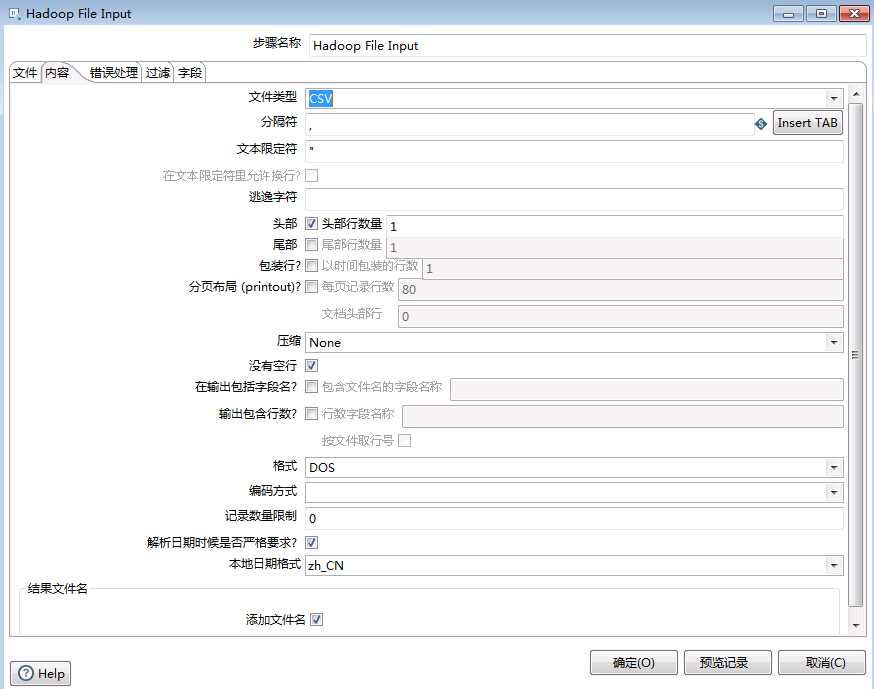 Hadoop File Input
步骤名称 Hadoop File Input
文件 内容 错误处理 过滤 字段
文件类型 CSV
分隔符 , Insert TAB
文本限定符 "
在文本限定符里允许换行?
逃逸字符
头部 头部行数量 1
尾部 尾部行数量 1
包装行? 以时间包装的行数 1
分页布局 (printout)? 每页记录行数 80
文档头部行 0
压缩 None
没有空行
在输出包括字段名? 包含文件名的字段名称
输出包含行数? 行数字段名称
按文件取行号
格式 DOS
编码方式
记录数量限制 0
解析日期时候是否严格要求?
本地日期格式 zh_CN
结果文件名
添加文件名
Help 确定(O) 预览记录 取消(C)